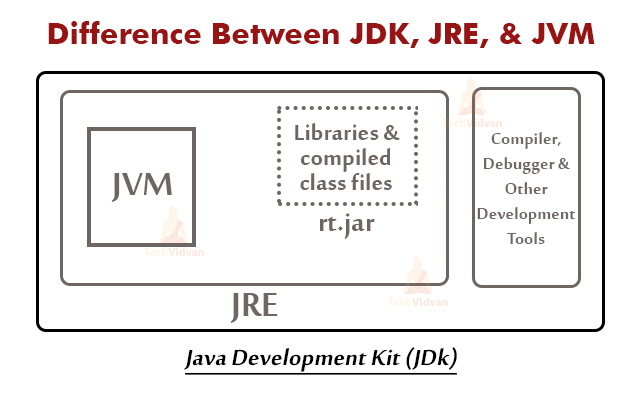 Difference Between JDK, JRE, & JVM
JVM
Libraries &
compiled
class files
rt.jar
JRE
Compiler,
Debugger &
Other
Development
Tools
Java Development Kit (JDk)
TechVidvan
TechVidvan
TechVidvan